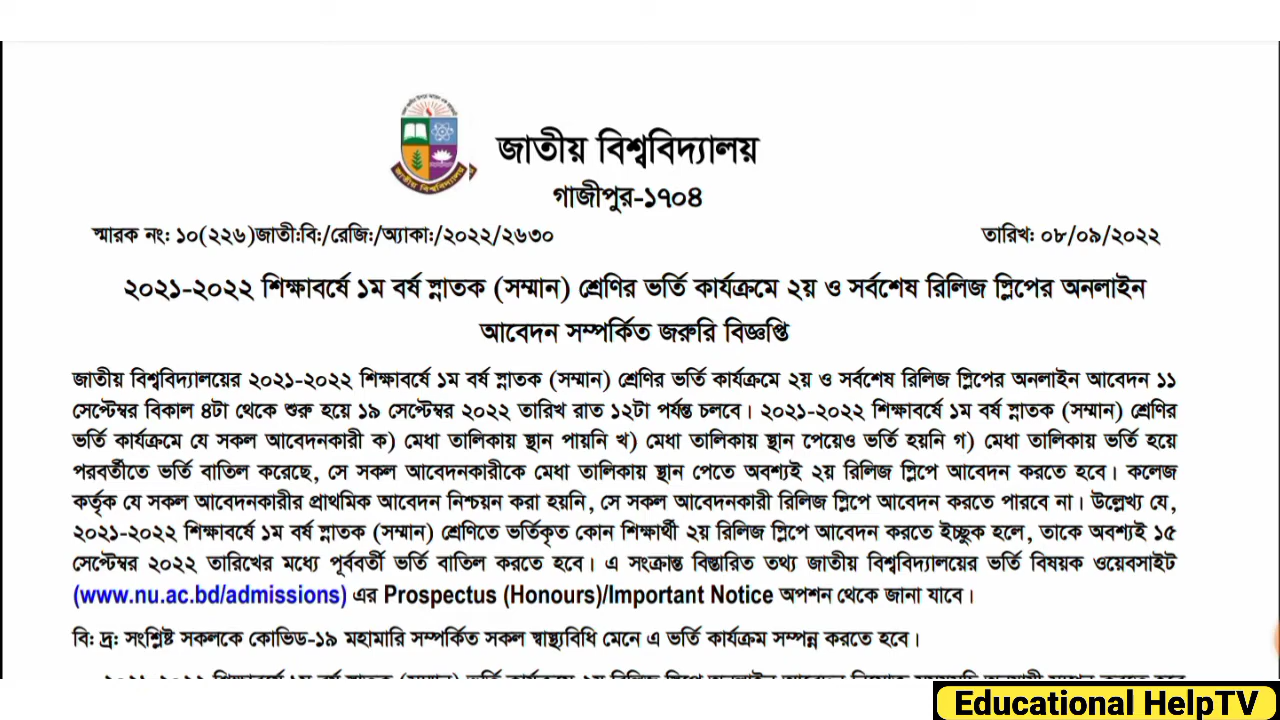 জাতীয় বিশ্ববিদ্যালয়
জাতীয় বিশ্ববিদ্যালয়
গাজীপুর-১৭০৪
স্মারক নং: ১০(২২৬)জাতী:বি:/রেজি:/অ্যাকা:/২০২২/২৬৩০
তারিখ: ০৮/০৯/২০২২
২০২১-২০২২ শিক্ষাবর্ষে ১ম বর্ষ স্নাতক (সম্মান) শ্রেণির ভর্তি কার্যক্রমে ২য় ও সর্বশেষ রিলিজ স্লিপের অনলাইন
আবেদন সম্পর্কিত জরুরি বিজ্ঞপ্তি
জাতীয় বিশ্ববিদ্যালয়ের ২০২১-২০২২ শিক্ষাবর্ষে ১ম বর্ষ স্নাতক (সম্মান) শ্রেণির ভর্তি কার্যক্রমে ২য় ও সর্বশেষ রিলিজ স্লিপের অনলাইন আবেদন ১১
সেপ্টেম্বর বিকাল ৪টা থেকে শুরু হয়ে ১৯ সেপ্টেম্বর ২০২২ তারিখ রাত ১২টা পর্যন্ত চলবে। ২০২১-২০২২ শিক্ষাবর্ষে ১ম বর্ষ স্নাতক (সম্মান) শ্রেণির
ভর্তি কার্যক্রমে যে সকল আবেদনকারী ক) মেধা তালিকায় স্থান পায়নি খ) মেধা তালিকায় স্থান পেয়েও ভর্তি হয়নি গ) মেধা তালিকায় ভর্তি হয়ে
পরবর্তীতে ভর্তি বাতিল করেছে, সে সকল আবেদনকারীকে মেধা তালিকায় স্থান পেতে অবশ্যই ২য় রিলিজ স্লিপে আবেদন করতে হবে। কলেজ
কর্তৃক যে সকল আবেদনকারীর প্রাথমিক আবেদন নিশ্চয়ন করা হয়নি, সে সকল আবেদনকারী রিলিজ স্লিপে আবেদন করতে পারবে না। উল্লেখ্য যে,
২০২১-২০২২ শিক্ষাবর্ষে ১ম বর্ষ স্নাতক (সম্মান) শ্রেণিতে ভর্তিকৃত কোন শিক্ষার্থী ২য় রিলিজ স্লিপে আবেদন করতে ইচ্ছুক হলে, তাকে অবশ্যই ১৫
সেপ্টেম্বর ২০২২ তারিখের মধ্যে পূর্ববর্তী ভর্তি বাতিল করতে হবে। এ সংক্রান্ত বিস্তারিত তথ্য জাতীয় বিশ্ববিদ্যালয়ের ভর্তি বিষয়ক ওয়েবসাইট
(www.nu.ac.bd/admissions) এর Prospectus (Honours)/Important Notice অপশন থেকে জানা যাবে।
বি: দ্র: সংশ্লিষ্ট সকলকে কোভিড-১৯ মহামারি সম্পর্কিত সকল স্বাস্থ্যবিধি মেনে এ ভর্তি কার্যক্রম সম্পন্ন করতে হবে।
Educational HelpTV